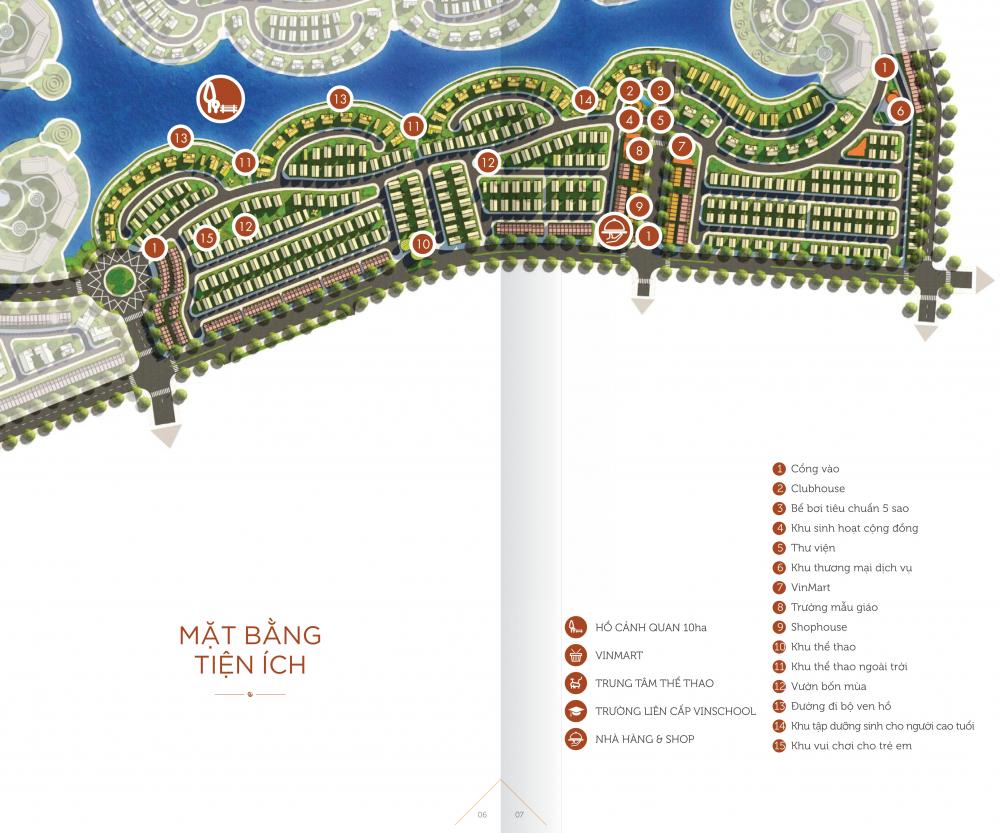 1
6
13
14
2
3
4
5
11
13
11
12
8
7
15
12
1
10
9
1
MẶT BẰNG
TIỆN ÍCH
HỒ CẢNH QUAN 10ha
VINMART
TRUNG TÂM THỂ THAO
TRƯỜNG LIÊN CẤP VINSCHOOL
NHÀ HÀNG & SHOP
1 Cổng vào
2 Clubhouse
3 Bể bơi tiêu chuẩn 5 sao
4 Khu sinh hoạt cộng đồng
5 Thư viện
6 Khu thương mại dịch vụ
7 VinMart
8 Trường mẫu giáo
9 Shophouse
10 Khu thể thao
11 Khu thể thao ngoài trời
12 Vườn bốn mùa
13 Đường đi bộ ven hồ
14 Khu tập dưỡng sinh cho người cao tuổi
15 Khu vui chơi cho trẻ em
06
07